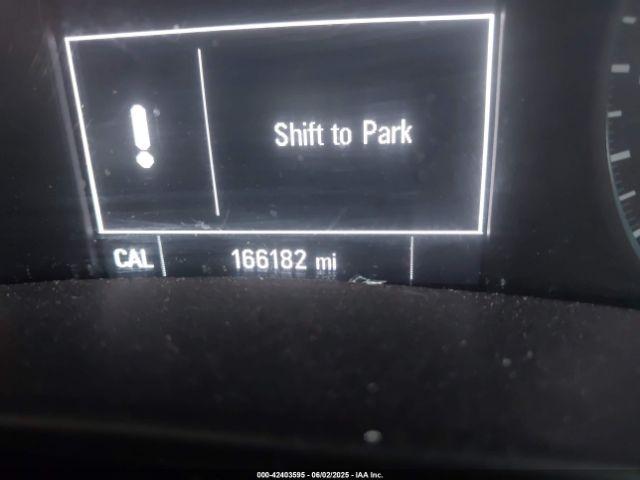 !
Shift to Park
CAL 166182 mi
000-42403595 - 06/02/2025 - IAA Inc.